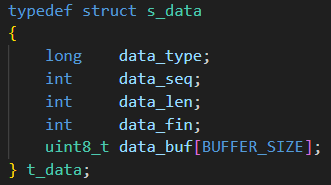 typedef struct s_data
{
    long    data_type;
    int     data_seq;
    int     data_len;
    int     data_fin;
    uint8_t data_buf[BUFFER_SIZE];
} t_data;